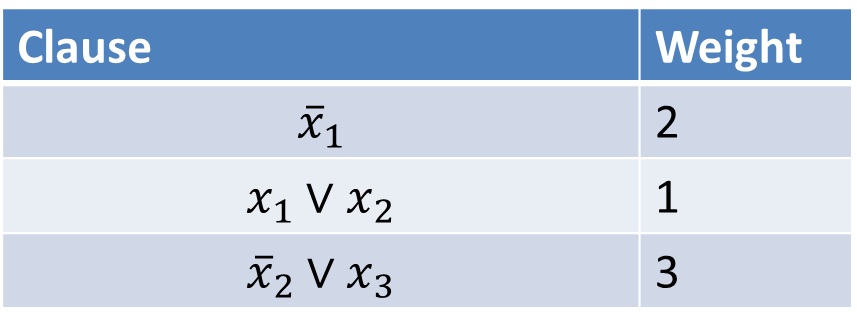 Clause Weight
x̄₁ 2
x₁ ∨ x₂ 1
x̄₂ ∨ x₃ 3